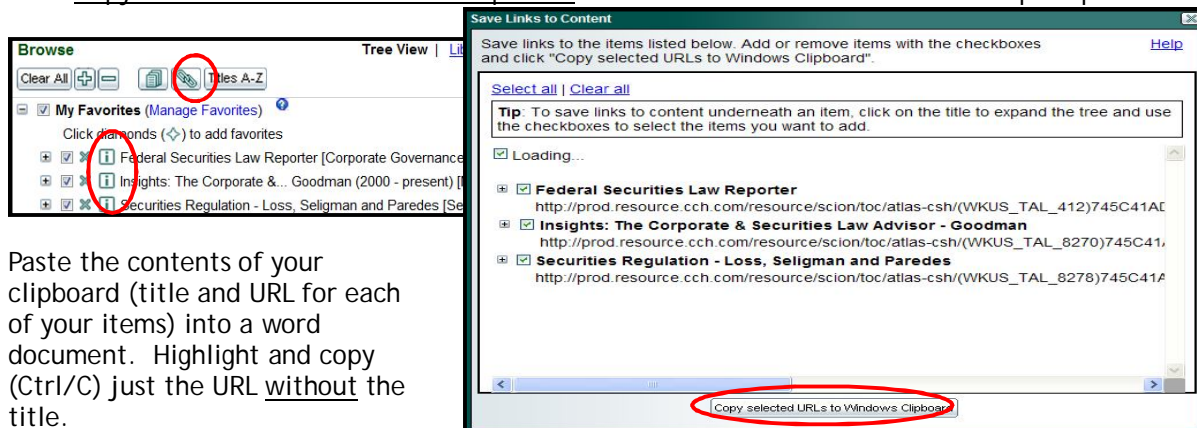 Save Links to Content
Browse
Tree View |
Clear All
Titles A-Z
My Favorites (Manage Favorites)
Click diamonds ( ) to add favorites
Federal Securities Law Reporter [Corporate Governance
Insights: The Corporate &... Goodman (2000 - present) [
Securities Regulation - Loss, Seligman and Paredes [Se
Paste the contents of your
clipboard (title and URL for each
of your items) into a word
document. Highlight and copy
(Ctrl/C) just the URL without the
title.
Save links to the items listed below. Add or remove items with the checkboxes
and click "Copy selected URLs to Windows Clipboard".
Help
Select all | Clear all
Tip: To save links to content underneath an item, click on the title to expand the tree and use
the checkboxes to select the items you want to add.
Loading...
Federal Securities Law Reporter
http://prod.resource.cch.com/resource/scion/toc/atlas-csh/(WKUS_TAL_412)745C41AD
Insights: The Corporate & Securities Law Advisor - Goodman
http://prod.resource.cch.com/resource/scion/toc/atlas-csh/(WKUS_TAL_8270)745C41
Securities Regulation - Loss, Seligman and Paredes
http://prod.resource.cch.com/resource/scion/toc/atlas-csh/(WKUS_TAL_8278)745C41A
Copy selected URLs to Windows Clipboard